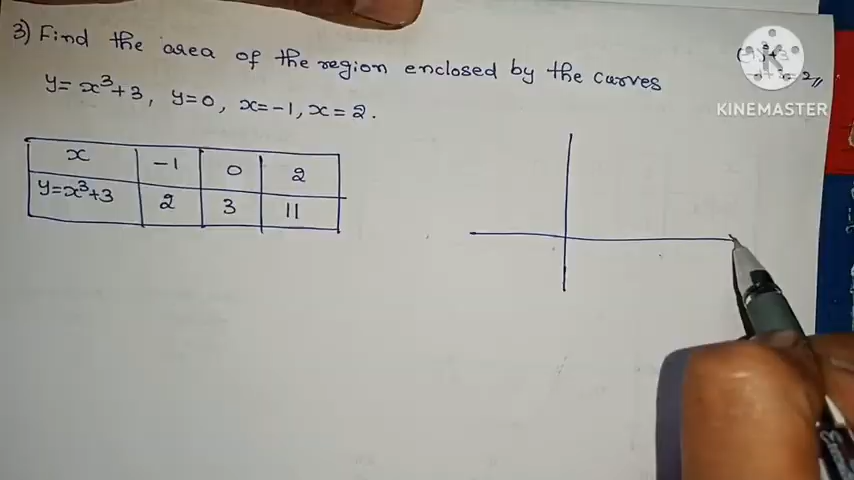 3) Find the area of the region enclosed by the curves
y = x³+3, y=0, x=-1, x= 2.
x -1 0 2
y=x³+3 2 3 11
KINEMASTER